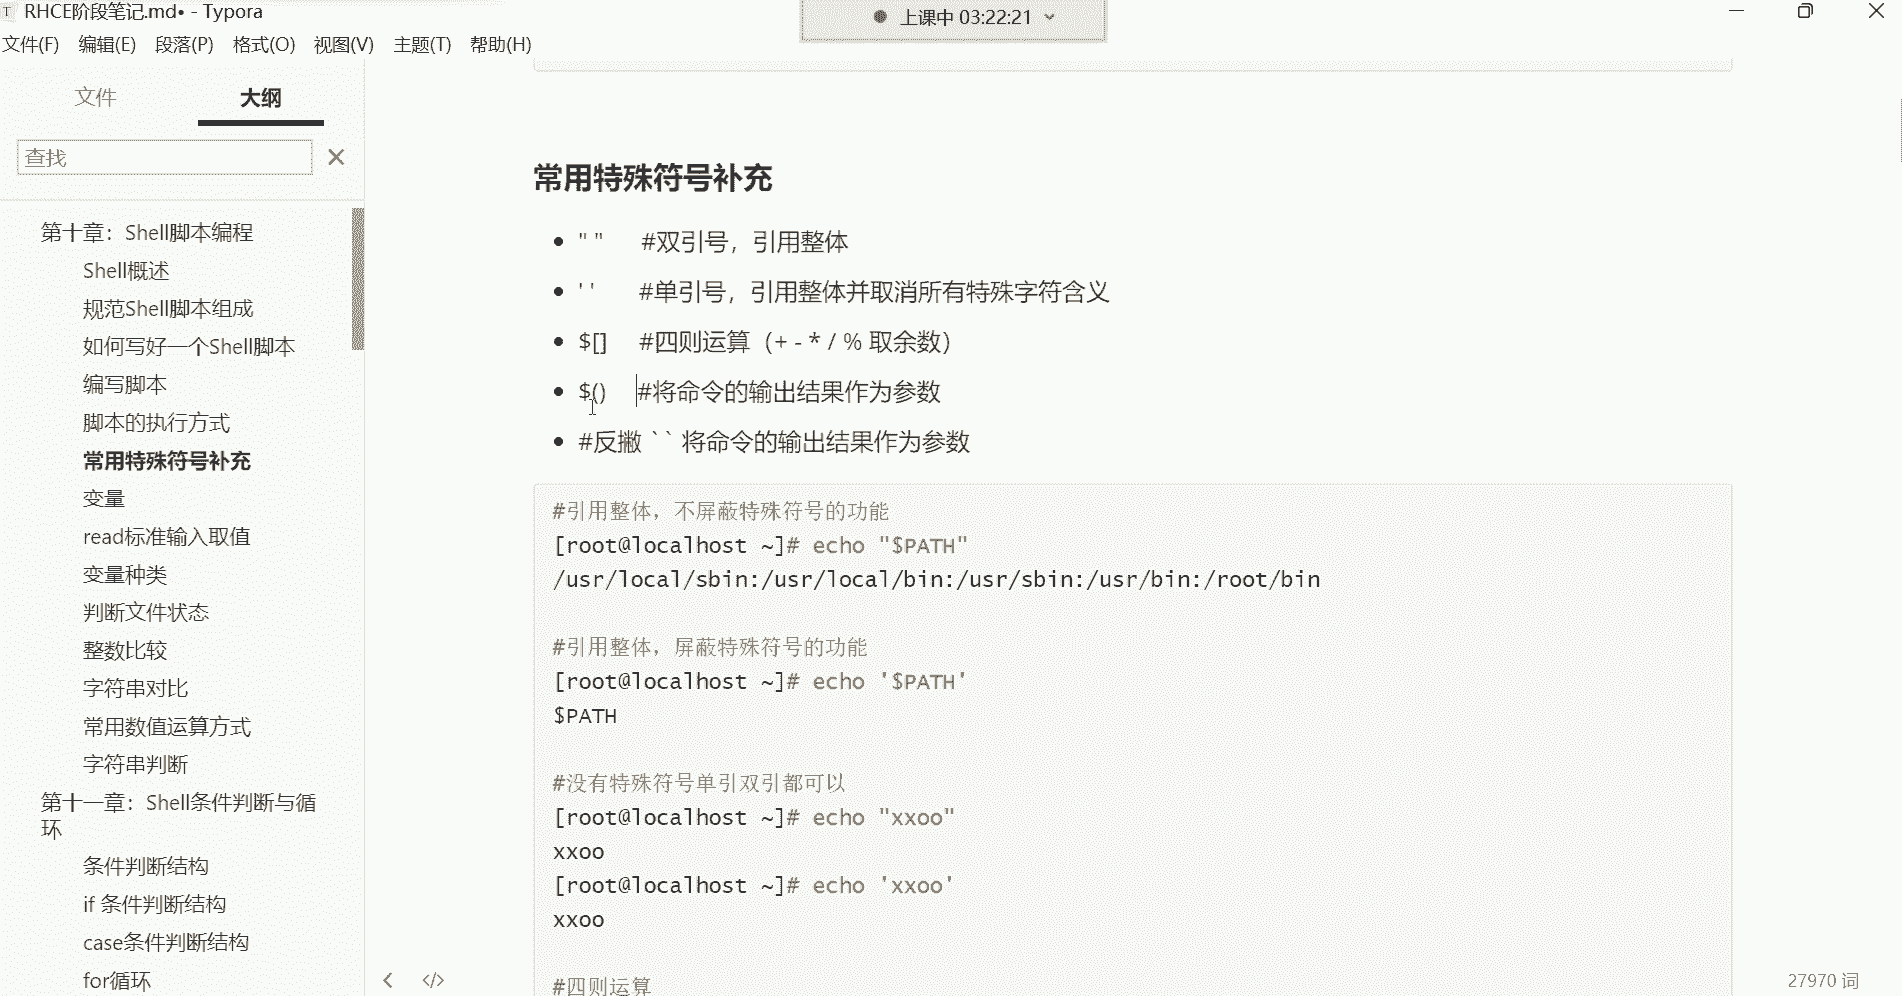 RHCE阶段笔记.md• - Typora
上课中 03:22:21
文件(F) 编辑(E) 段落(P) 格式(O) 视图(V) 主题(T) 帮助(H)
文件 大纲
查找
第十章：Shell脚本编程
Shell概述
规范Shell脚本组成
如何写好一个Shell脚本
编写脚本
脚本的执行方式
常用特殊符号补充
变量
read标准输入取值
变量种类
判断文件状态
整数比较
字符串对比
常用数值运算方式
字符串判断
第十一章：Shell条件判断与循
环
条件判断结构
if 条件判断结构
case条件判断结构
for循环
常用特殊符号补充
• " " #双引号，引用整体
• ' ' #单引号，引用整体并取消所有特殊字符含义
• $[] #四则运算（+ - * / % 取余数）
• $() #将命令的输出结果作为参数
• #反撇 `` 将命令的输出结果作为参数
#引用整体，不屏蔽特殊符号的功能
[root@localhost ~]# echo "$PATH"
/usr/local/sbin:/usr/local/bin:/usr/sbin:/usr/bin:/root/bin
#引用整体，屏蔽特殊符号的功能
[root@localhost ~]# echo '$PATH'
$PATH
#没有特殊符号单引双引都可以
[root@localhost ~]# echo "xxoo"
xxoo
[root@localhost ~]# echo 'xxoo'
xxoo
#四则运算
27970 词